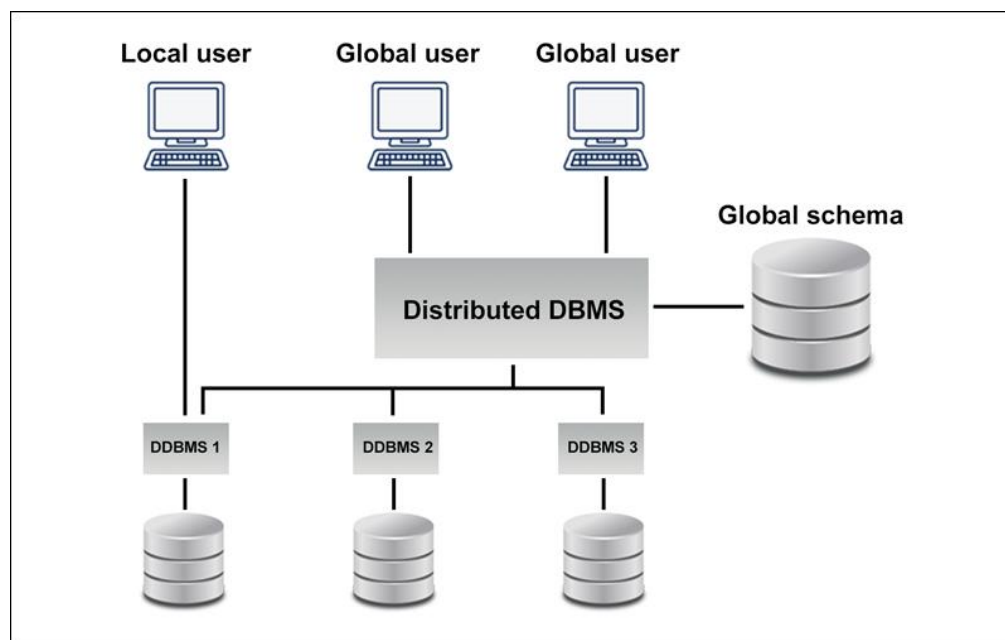 Local user
Global user
Global user
Global schema
Distributed DBMS
DDBMS 1
DDBMS 2
DDBMS 3